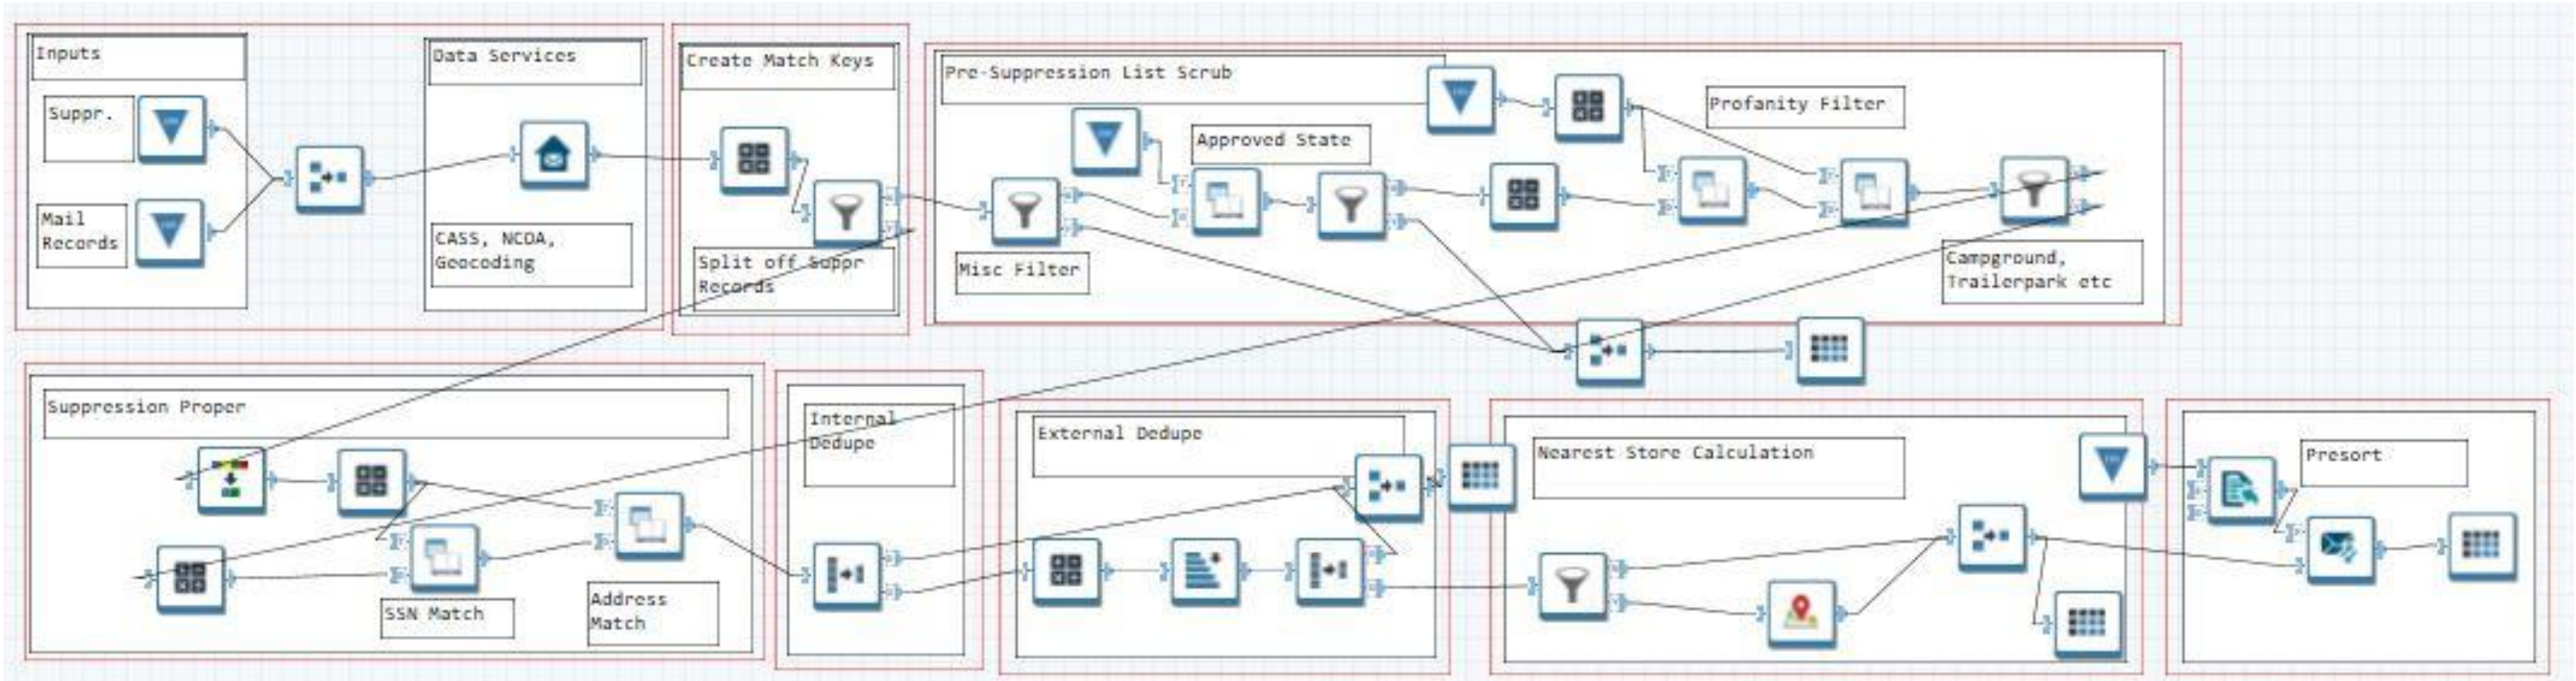 Inputs
Suppr.
Mail
Records
Data Services
CASS, NCOA,
Geocoding
Create Match Keys
Split off Suppr
Records
Pre-Suppression List Scrub
Approved State
Profanity Filter
Misc Filter
Campground,
Trailerpark etc
Suppression Proper
SSN Match
Address
Match
Internal
Dedupe
External Dedupe
Nearest Store Calculation
Presort